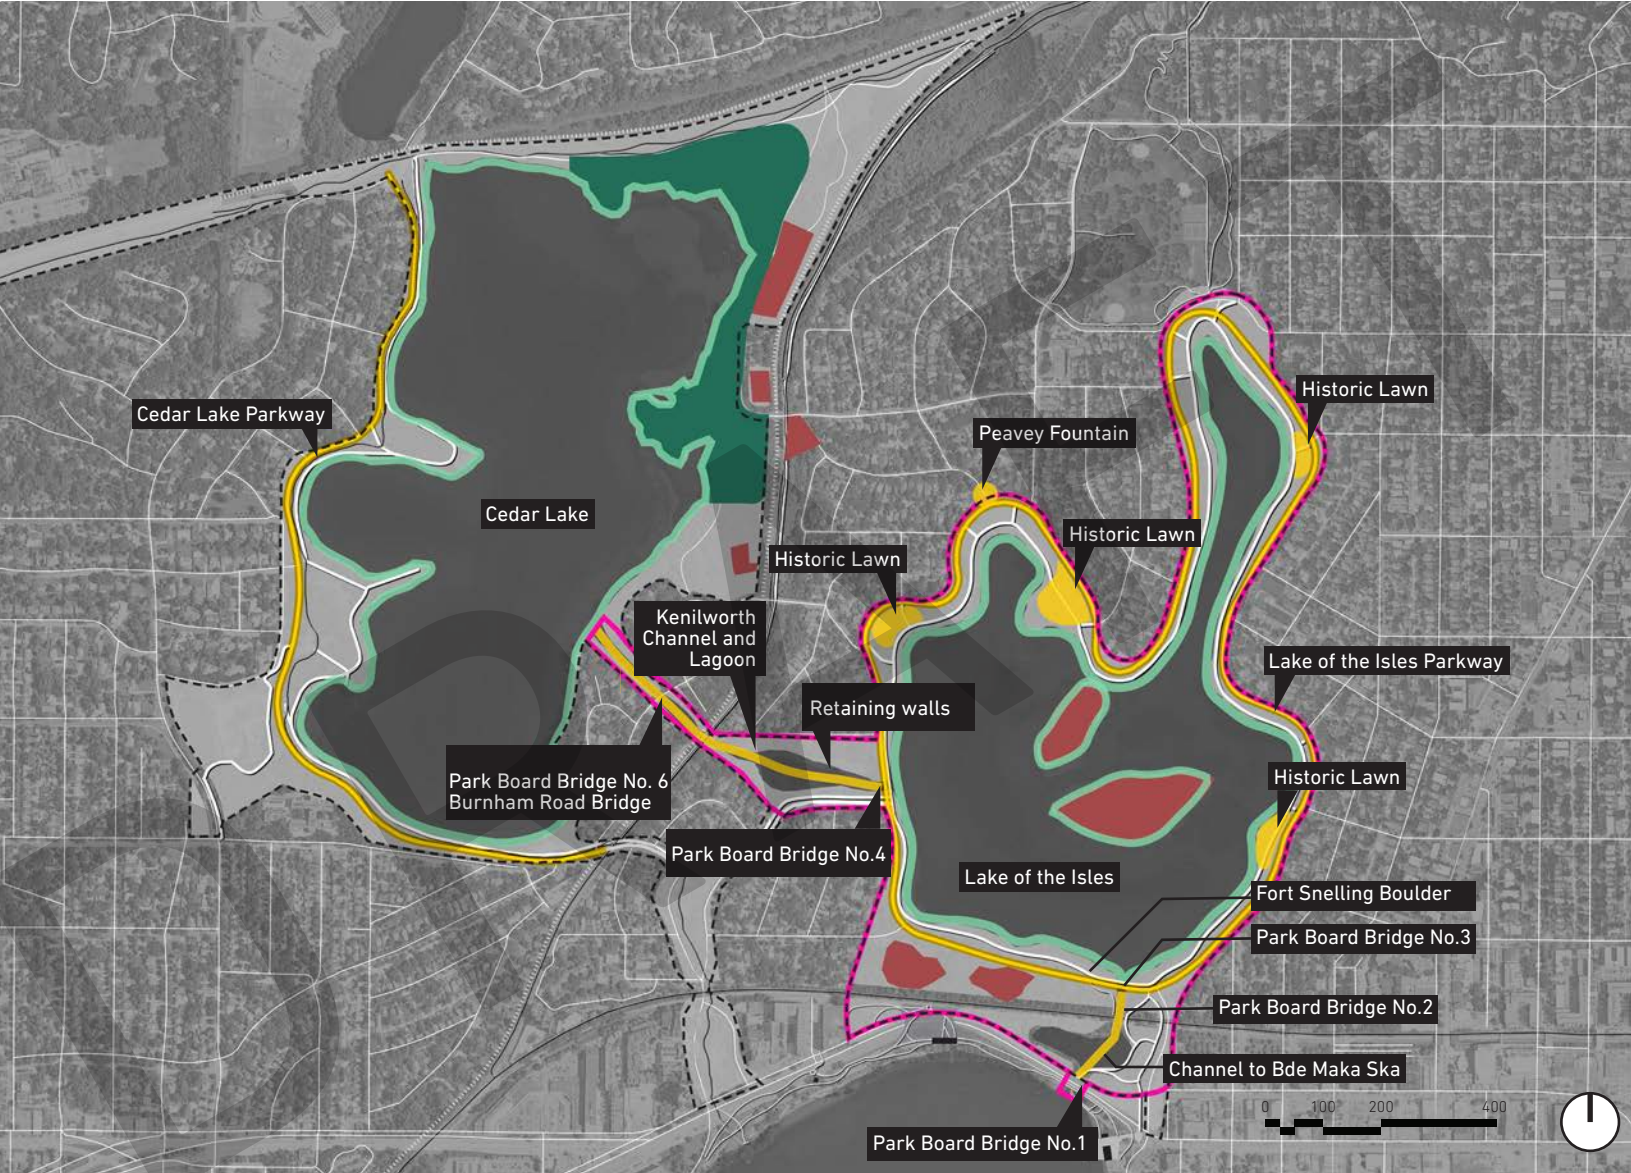 Historic Lawn
Cedar Lake Parkway
Peavey Fountain
Cedar Lake
Historic Lawn
Historic Lawn
Kenilworth
Channel and
Lagoon
Lake of the Isles Parkway
Retaining walls
Park Board Bridge No. 6
Burnham Road Bridge
Historic Lawn
Park Board Bridge No.4
Lake of the Isles
Fort Snelling Boulder
Park Board Bridge No.3
Park Board Bridge No.2
Channel to Bde Maka Ska
0 100 200 400
Park Board Bridge No.1
DRAFT